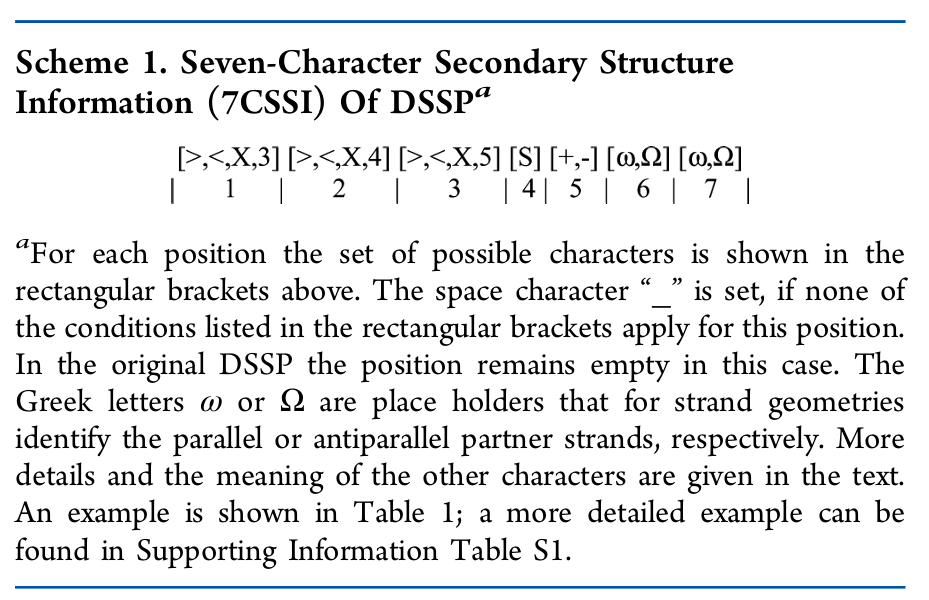 Scheme 1. Seven-Character Secondary Structure
Information (7CSSI) Of DSSPa
[>,<,X,3] [>,<,X,4] [>,<,X,5] [S] [+,-] [ω,Ω] [ω,Ω]
| 1 | 2 | 3 | 4 | 5 | 6 | 7 |
aFor each position the set of possible characters is shown in the
rectangular brackets above. The space character “_” is set, if none of
the conditions listed in the rectangular brackets apply for this position.
In the original DSSP the position remains empty in this case. The
Greek letters ω or Ω are place holders that for strand geometries
identify the parallel or antiparallel partner strands, respectively. More
details and the meaning of the other characters are given in the text.
An example is shown in Table 1; a more detailed example can be
found in Supporting Information Table S1.